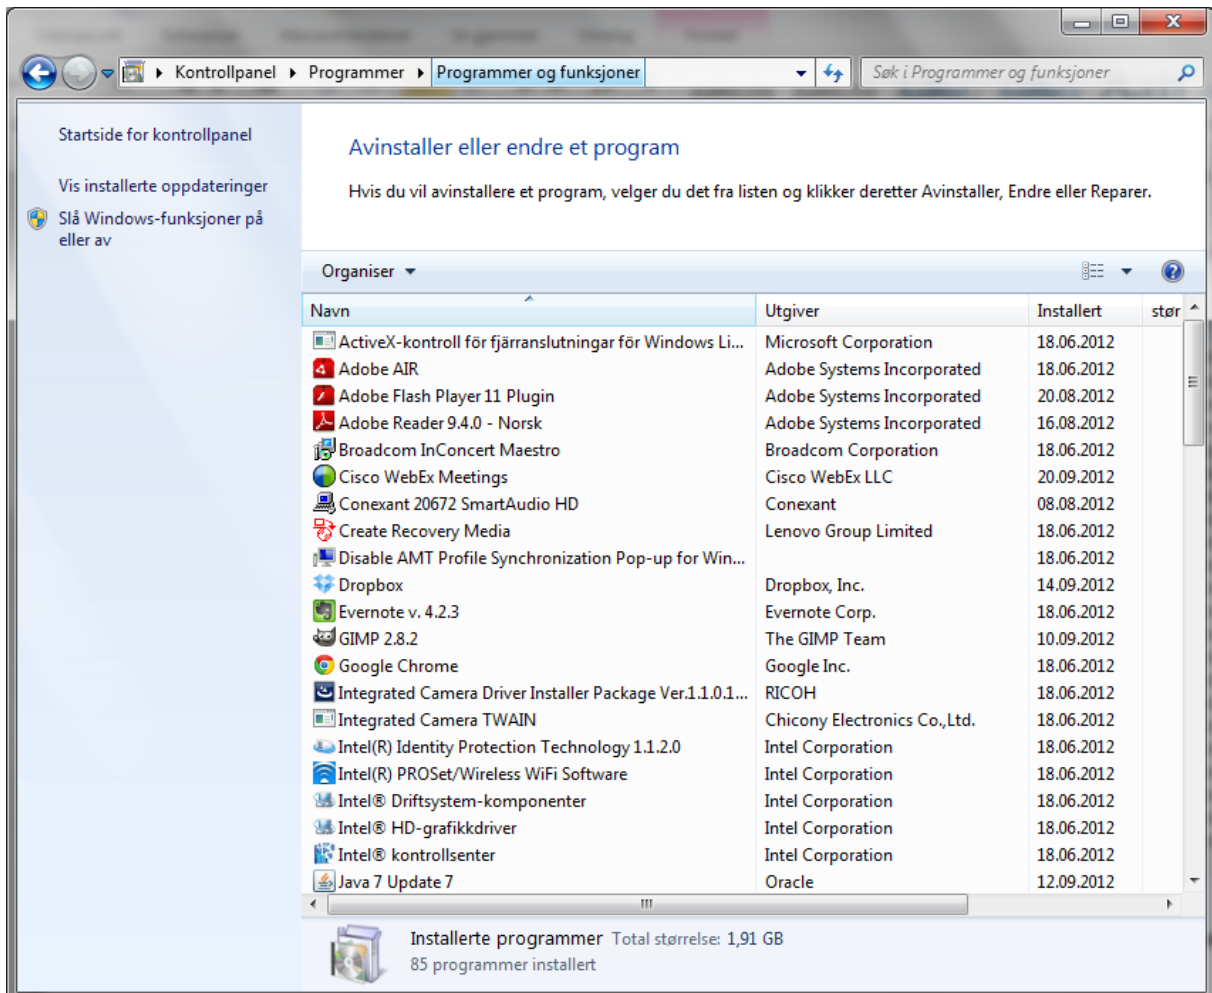 Kontrollpanel Programmer Programmer og funksjoner Søk i Programmer og funksjoner
Startside for kontrollpanel
Vis installerte oppdateringer
Slå Windows-funksjoner på
eller av
Avinstaller eller endre et program
Hvis du vil avinstallere et program, velger du det fra listen og klikker deretter Avinstaller, Endre eller Reparer.
Organiser
Navn Utgiver Installert stør
ActiveX-kontroll för fjärranslutningar för Windows Li... Microsoft Corporation 18.06.2012
Adobe AIR Adobe Systems Incorporated 18.06.2012
Adobe Flash Player 11 Plugin Adobe Systems Incorporated 20.08.2012
Adobe Reader 9.4.0 - Norsk Adobe Systems Incorporated 16.08.2012
Broadcom InConcert Maestro Broadcom Corporation 18.06.2012
Cisco WebEx Meetings Cisco WebEx LLC 20.09.2012
Conexant 20672 SmartAudio HD Conexant 08.08.2012
Create Recovery Media Lenovo Group Limited 18.06.2012
Disable AMT Profile Synchronization Pop-up for Win... 18.06.2012
Dropbox Dropbox, Inc. 14.09.2012
Evernote v. 4.2.3 Evernote Corp. 18.06.2012
GIMP 2.8.2 The GIMP Team 10.09.2012
Google Chrome Google Inc. 18.06.2012
Integrated Camera Driver Installer Package Ver.1.1.0.1... RICOH 18.06.2012
Integrated Camera TWAIN Chicony Electronics Co.,Ltd. 18.06.2012
Intel(R) Identity Protection Technology 1.1.2.0 Intel Corporation 18.06.2012
Intel(R) PROSet/Wireless WiFi Software Intel Corporation 18.06.2012
Intel® Driftsystem-komponenter Intel Corporation 18.06.2012
Intel® HD-grafikkdriver Intel Corporation 18.06.2012
Intel® kontrollsenter Intel Corporation 18.06.2012
Java 7 Update 7 Oracle 12.09.2012
Installerte programmer Total størrelse: 1,91 GB
85 programmer installert